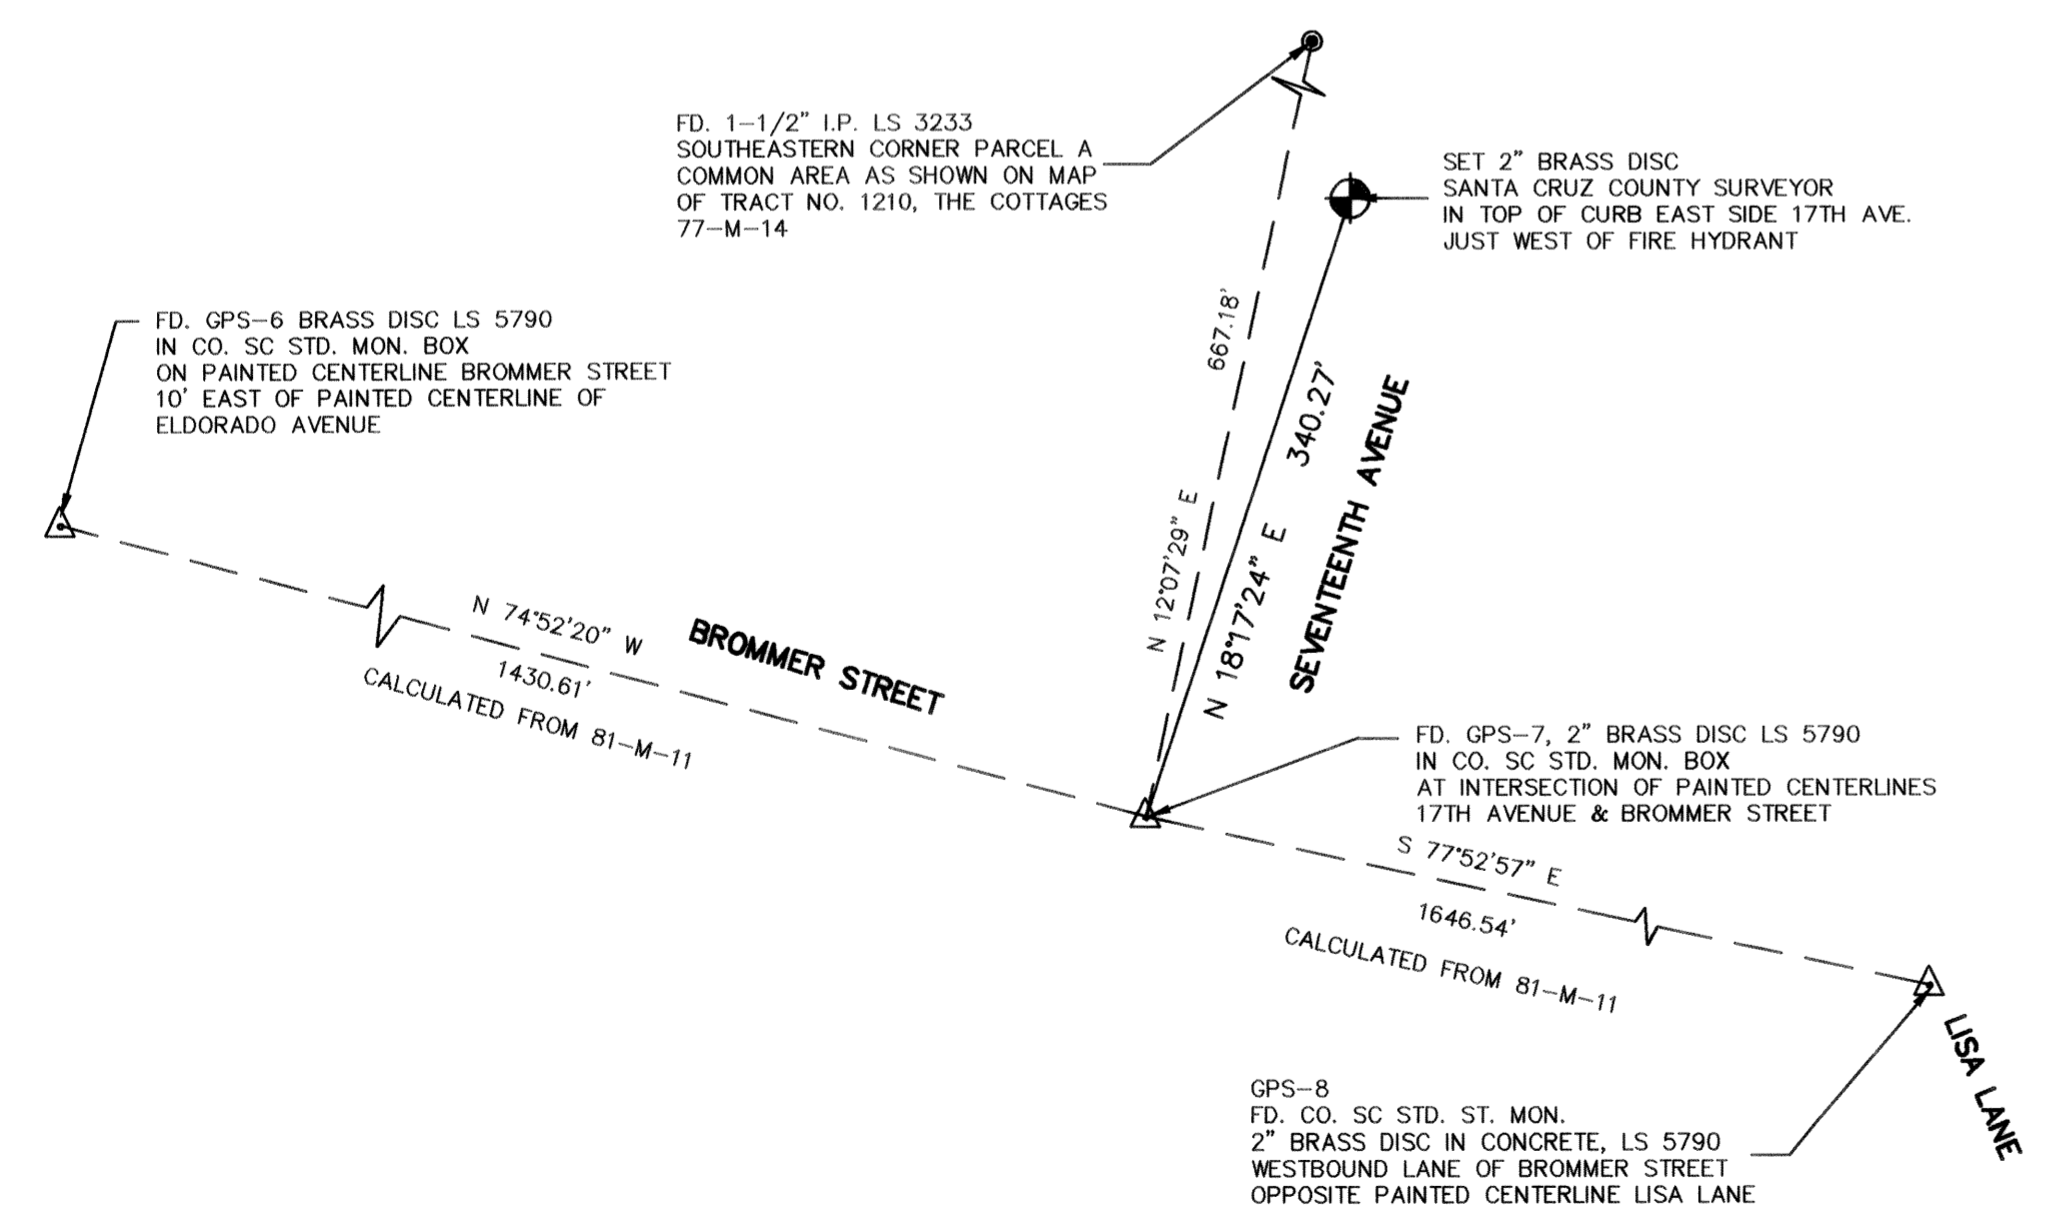 FD. 1-1/2" I.P. LS 3233
SOUTHEASTERN CORNER PARCEL A
COMMON AREA AS SHOWN ON MAP
OF TRACT NO. 1210, THE COTTAGES
77-M-14
SET 2" BRASS DISC
SANTA CRUZ COUNTY SURVEYOR
IN TOP OF CURB EAST SIDE 17TH AVE.
JUST WEST OF FIRE HYDRANT
FD. GPS-6 BRASS DISC LS 5790
IN CO. SC STD. MON. BOX
ON PAINTED CENTERLINE BROMMER STREET
10' EAST OF PAINTED CENTERLINE OF
ELDORADO AVENUE
N 12°07'29" E 667.18'
N 18°17'24" E 340.27'
SEVENTEENTH AVENUE
N 74°52'20" W
1430.61'
CALCULATED FROM 81-M-11
BROMMER STREET
FD. GPS-7, 2" BRASS DISC LS 5790
IN CO. SC STD. MON. BOX
AT INTERSECTION OF PAINTED CENTERLINES
17TH AVENUE & BROMMER STREET
S 77°52'57" E
1646.54'
CALCULATED FROM 81-M-11
LISA LANE
GPS-8
FD. CO. SC STD. ST. MON.
2" BRASS DISC IN CONCRETE, LS 5790
WESTBOUND LANE OF BROMMER STREET
OPPOSITE PAINTED CENTERLINE LISA LANE